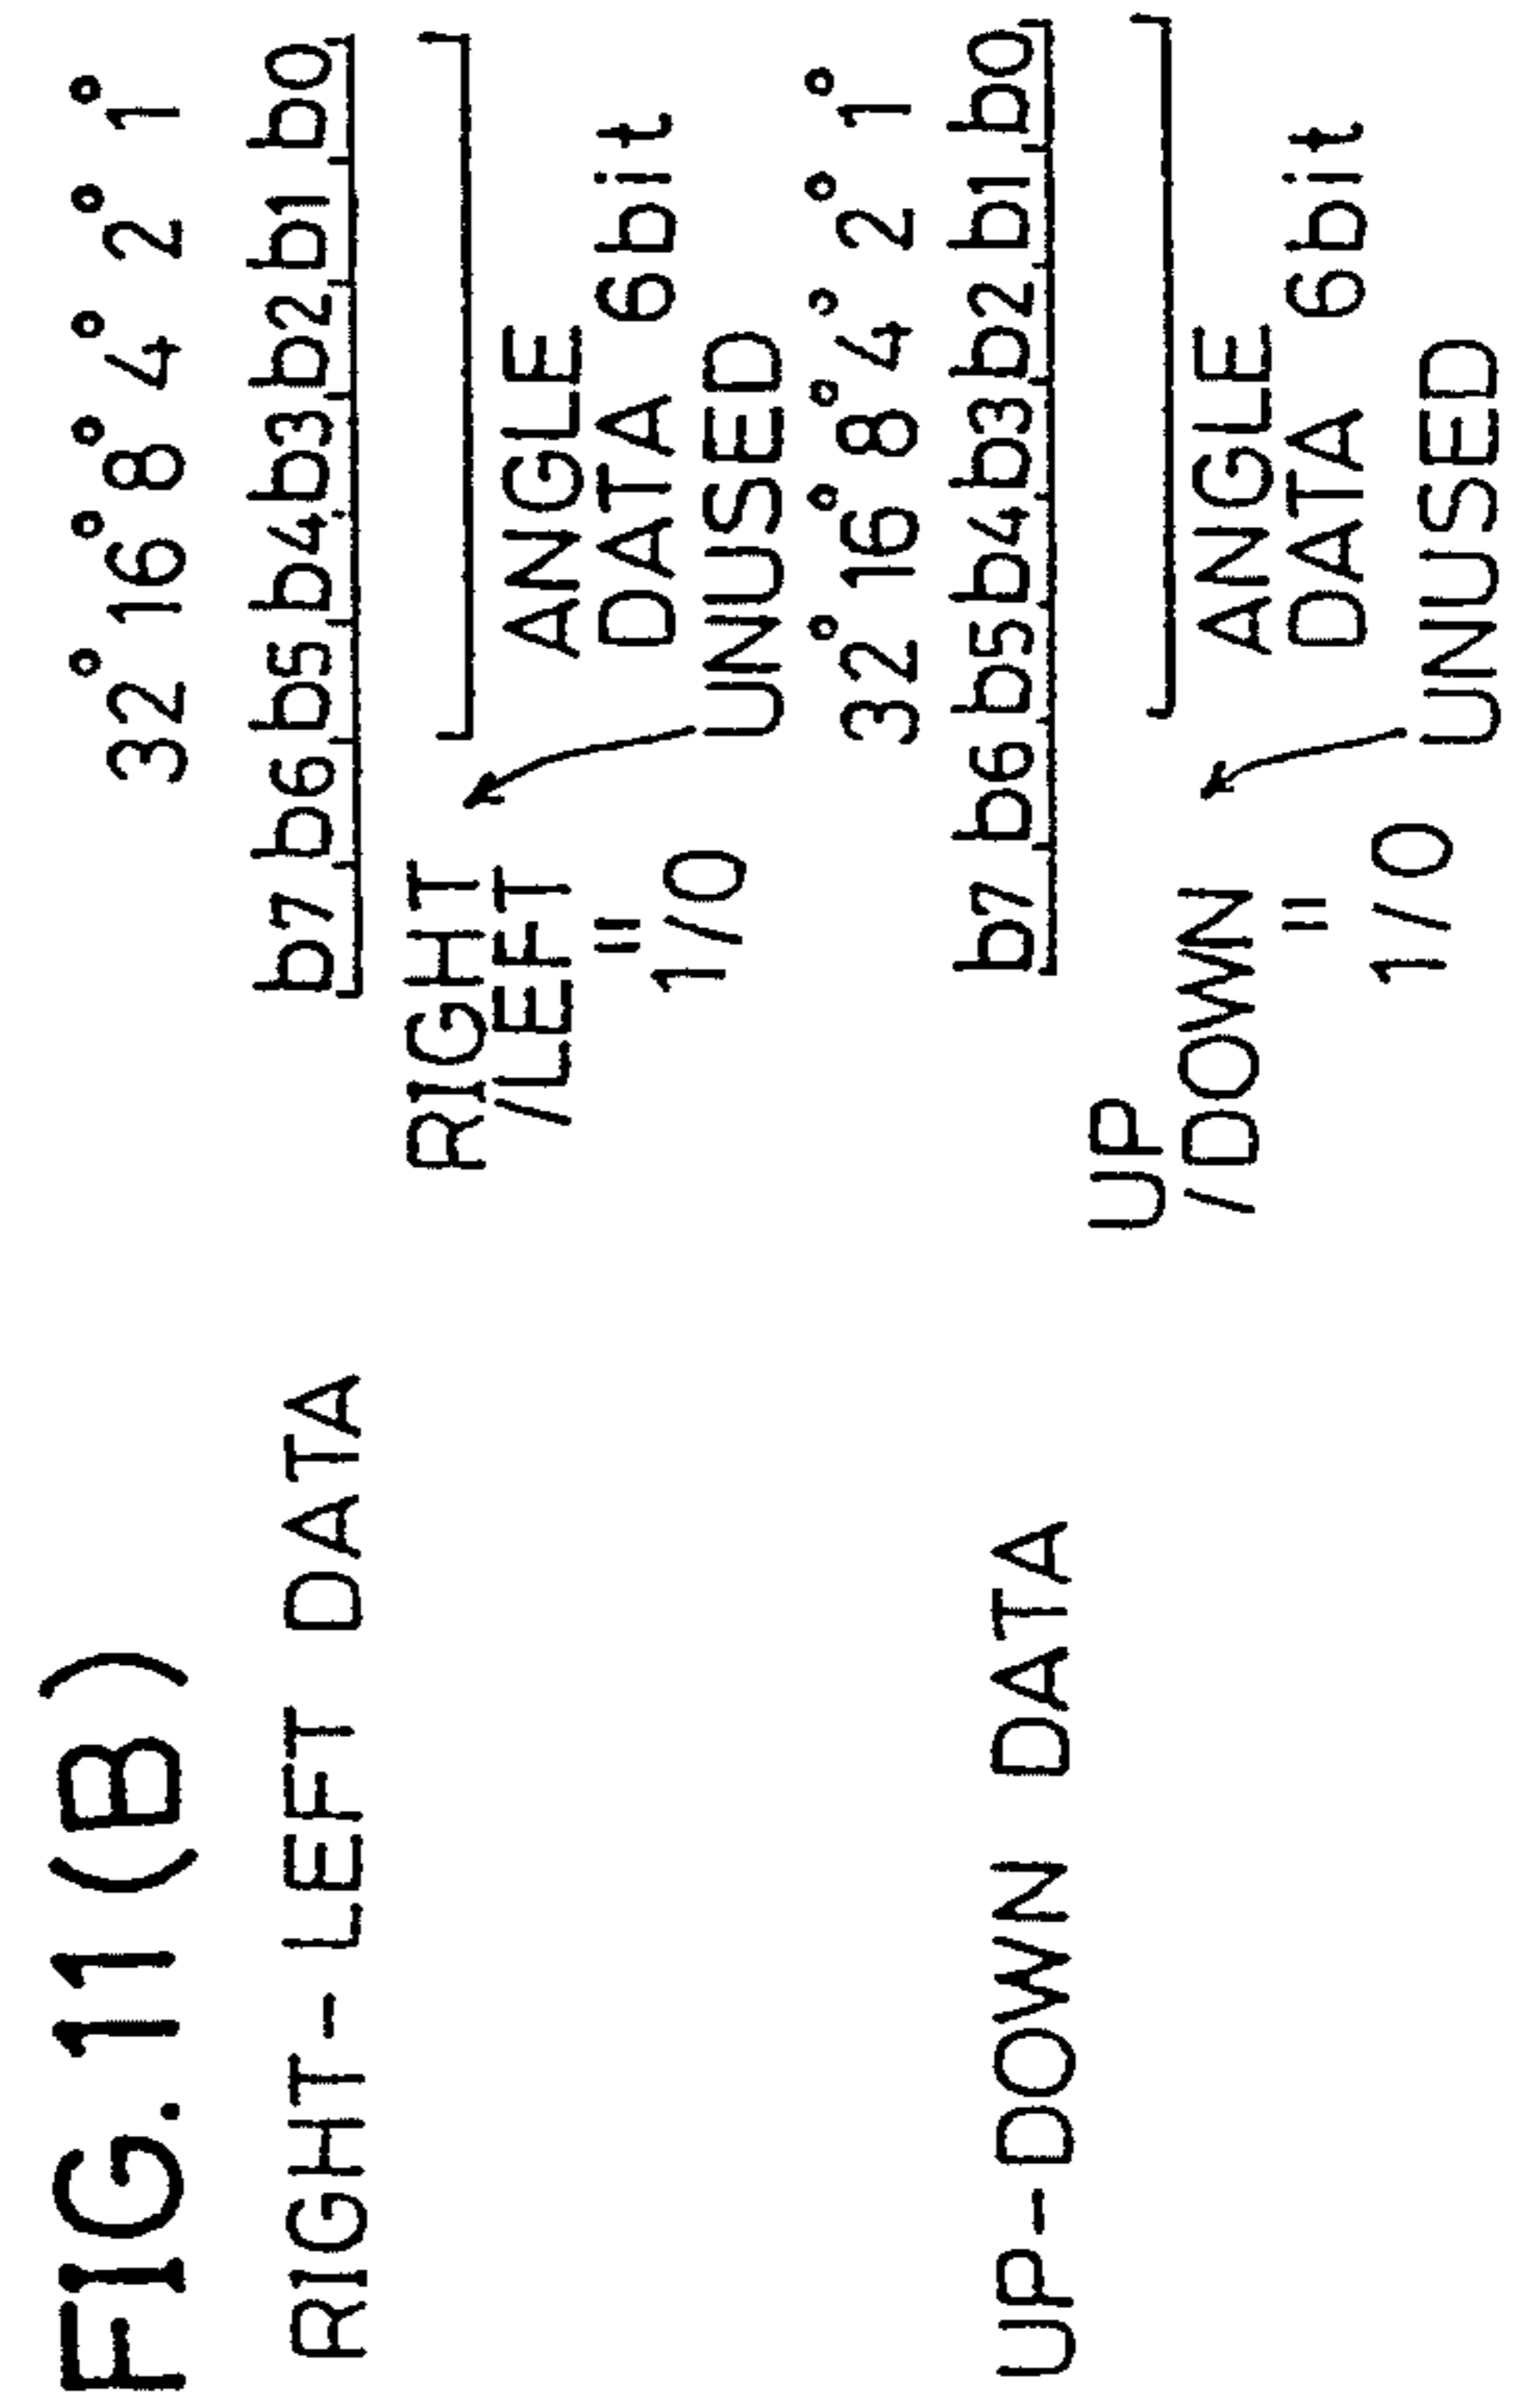 FIG. 11(B)
32° 16° 8° 4° 2° 1°
RIGHT-LEFT DATA
b7 b6 b5 b4 b3 b2 b1 b0
RIGHT
/LEFT
"
1/0
ANGLE
DATA 6bit
UNUSED
32° 16° 8° 4° 2° 1°
UP-DOWN DATA
b7 b6 b5 b4 b3 b2 b1 b0
UP
/DOWN
"
1/0
ANGLE
DATA 6bit
UNUSED